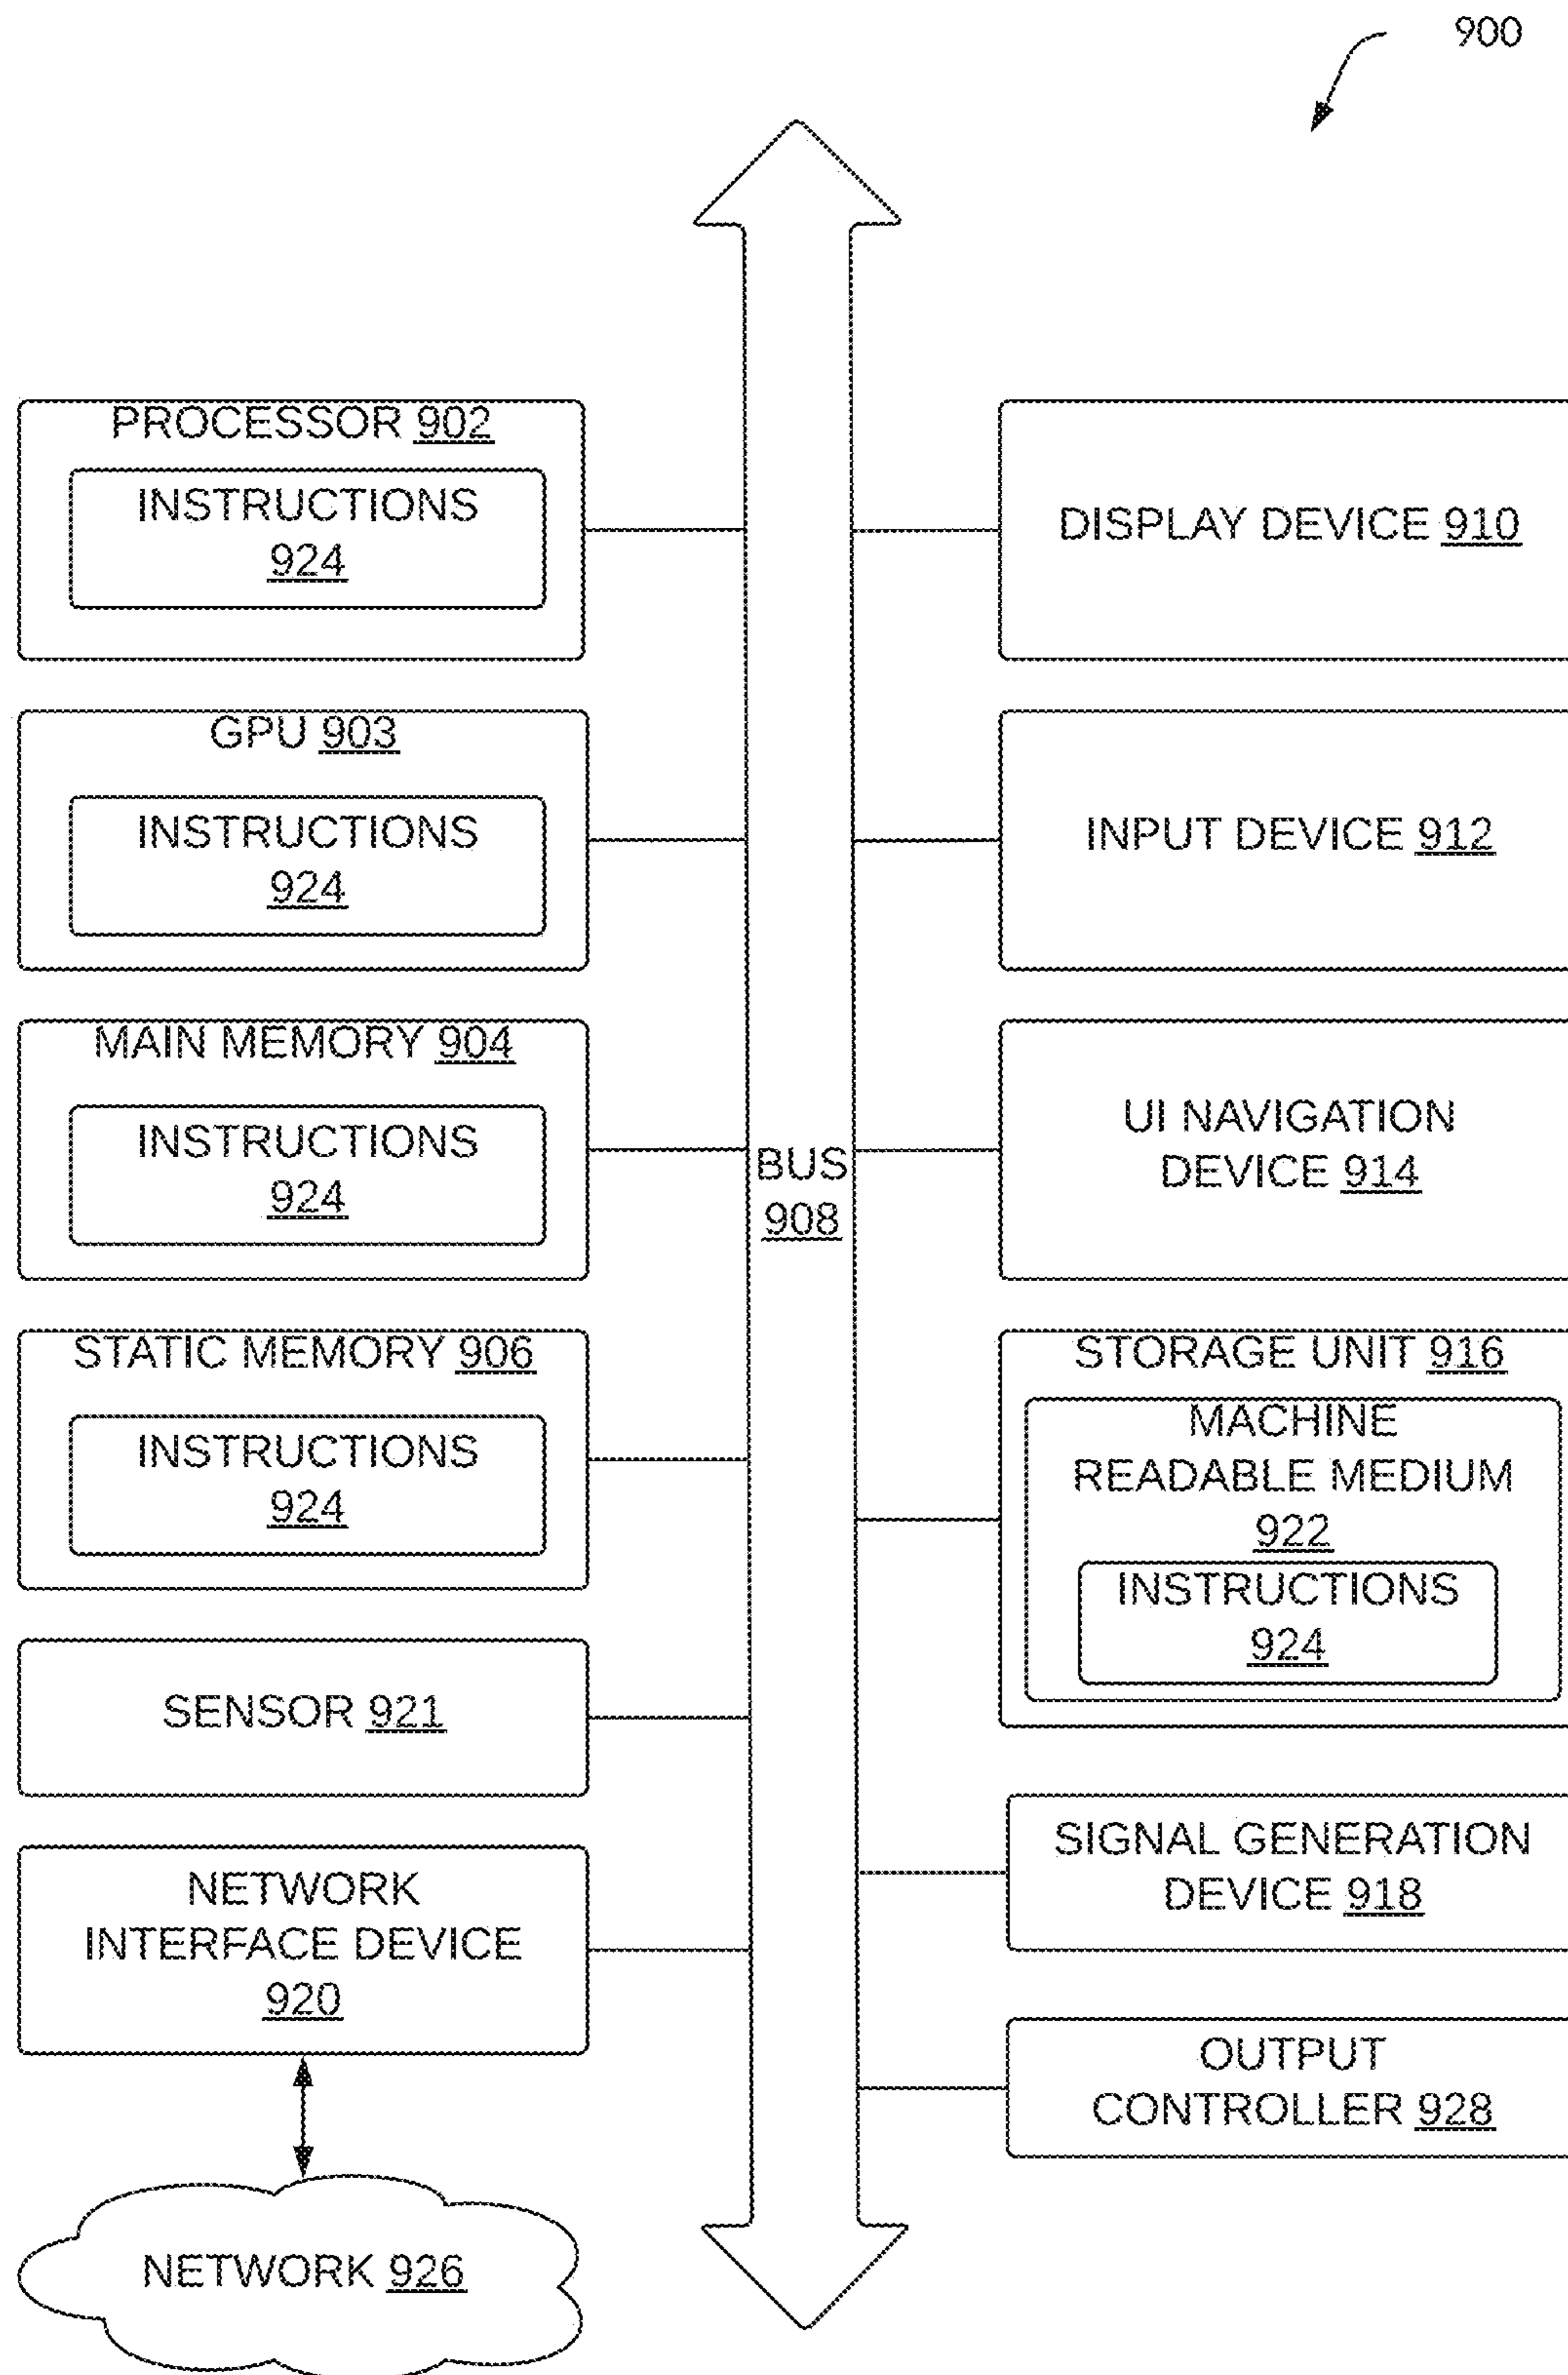 900
PROCESSOR 902
INSTRUCTIONS
924
GPU 903
INSTRUCTIONS
924
MAIN MEMORY 904
INSTRUCTIONS
924
STATIC MEMORY 906
INSTRUCTIONS
924
SENSOR 921
NETWORK
INTERFACE DEVICE
920
NETWORK 926
BUS
908
DISPLAY DEVICE 910
INPUT DEVICE 912
UI NAVIGATION
DEVICE 914
STORAGE UNIT 916
MACHINE
READABLE MEDIUM
922
INSTRUCTIONS
924
SIGNAL GENERATION
DEVICE 918
OUTPUT
CONTROLLER 928